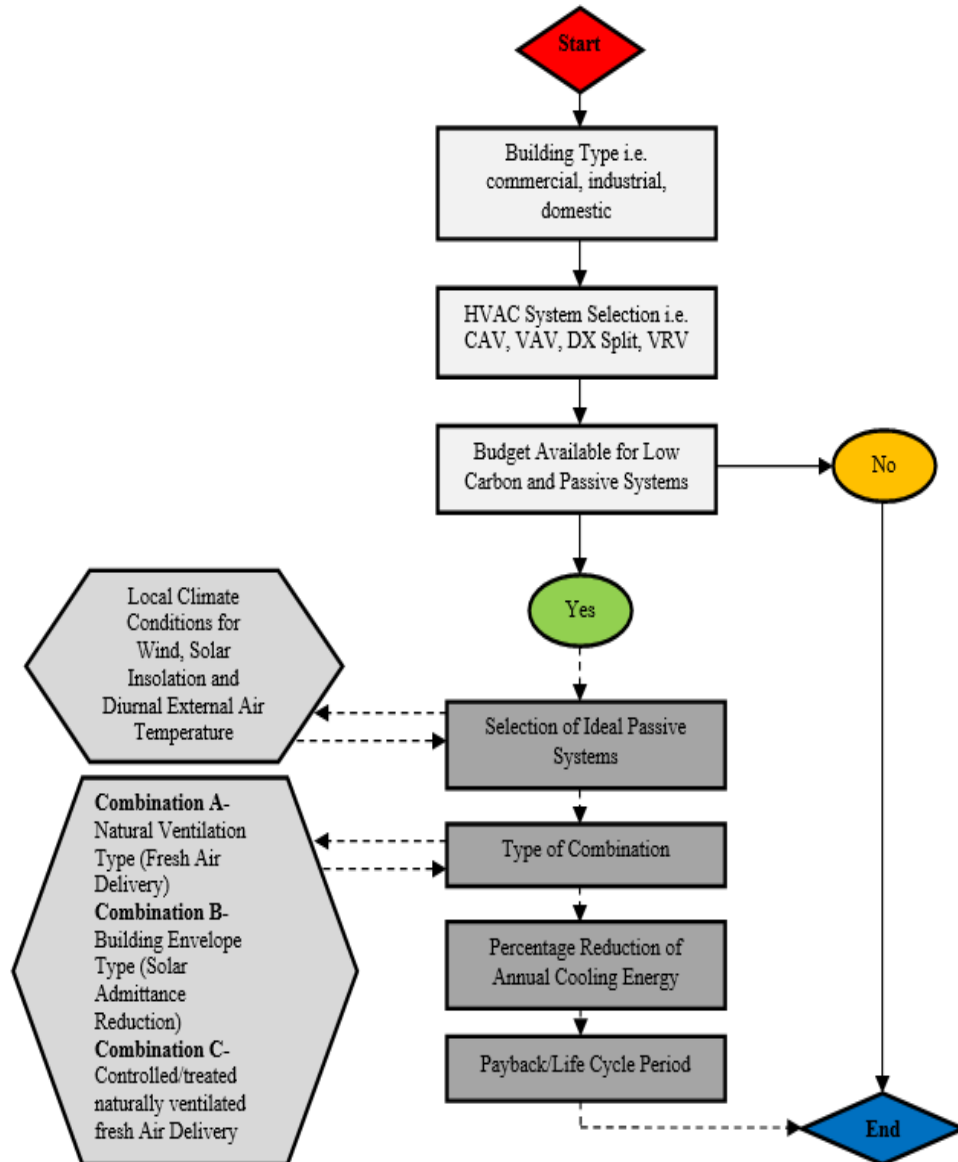 Start
Building Type i.e.
commercial, industrial,
domestic
HVAC System Selection i.e.
CAV, VAV, DX Split, VRV
Budget Available for Low
Carbon and Passive Systems
No
Yes
Local Climate
Conditions for
Wind, Solar
Insolation and
Diurnal External Air
Temperature
Selection of Ideal Passive
Systems
Combination A-
Natural Ventilation
Type (Fresh Air
Delivery)
Combination B-
Building Envelope
Type (Solar
Admittance
Reduction)
Combination C-
Controlled/treated
naturally ventilated
fresh Air Delivery
Type of Combination
Percentage Reduction of
Annual Cooling Energy
Payback/Life Cycle Period
End